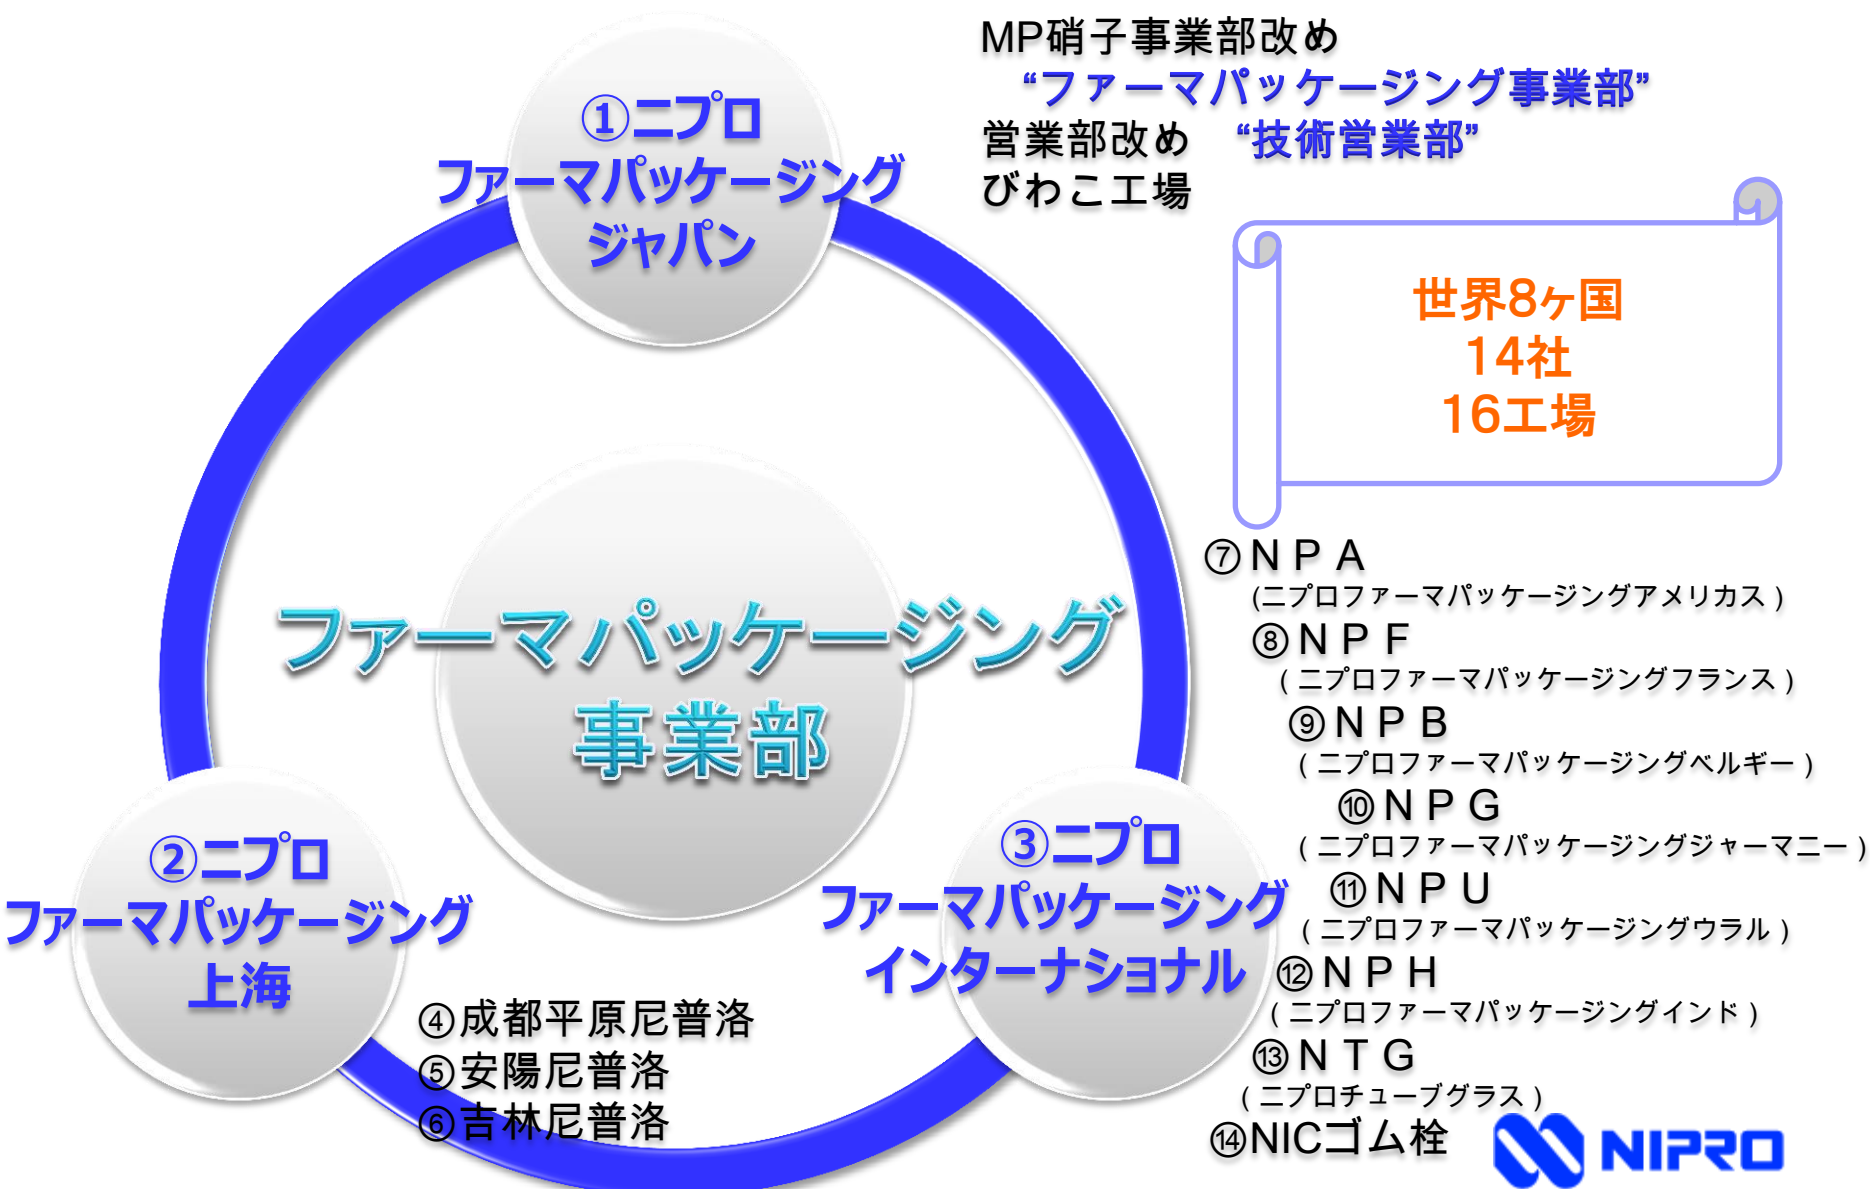 MP硝子事業部改め
“ファーマパッケージング事業部”
営業部改め　“技術営業部”
びわこ工場
①ニプロ
ファーマパッケージング
ジャパン
世界8ヶ国
14社
16工場
ファーマパッケージング
事業部
②ニプロ
ファーマパッケージング
上海
③ニプロ
ファーマパッケージング
インターナショナル
④成都平原尼普洛
⑤安陽尼普洛
⑥吉林尼普洛
⑦ＮＰＡ
(ニプロファーマパッケージングアメリカス)
⑧ＮＰＦ
(ニプロファーマパッケージングフランス)
⑨ＮＰＢ
(ニプロファーマパッケージングベルギー)
⑩ＮＰＧ
(ニプロファーマパッケージングジャーマニー)
⑪ＮＰＵ
(ニプロファーマパッケージングウラル)
⑫ＮＰＨ
(ニプロファーマパッケージングインド)
⑬ＮＴＧ
(ニプロチューブグラス)
⑭NICゴム栓
NIPRO